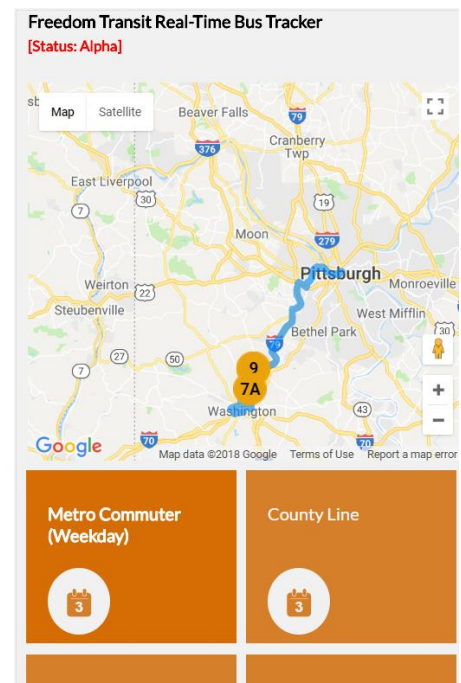 Freedom Transit Real-Time Bus Tracker
[Status: Alpha]
Map
Satellite
Beaver Falls
79
Cranberry
Twp
376
East Liverpool
30
7
19
Moon
279
Pittsburgh
Monroeville
Weirton
22
Steubenville
West Mifflin
79
Bethel Park
30
27
50
7
9
7A
Washington
43
+
−
Google
70
70
Map data ©2018 Google
Terms of Use
Report a map error
Metro Commuter
(Weekday)
County Line
3
3